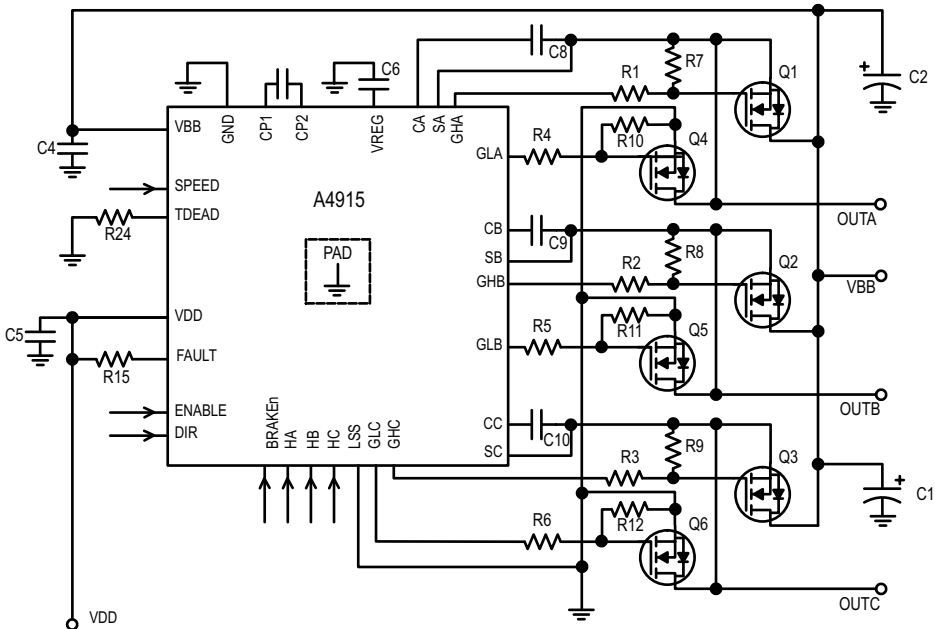 C8
R7
Q1
C2
+
C6
R1
GND
CP1
CP2
VREG
CA
SA
GHA
VBB
C4
R4
R10
Q4
GLA
SPEED
A4915
TDEAD
OUTA
R24
CB
C9
R8
PAD
SB
R2
Q2
GHB
VBB
VDD
R11
Q5
C5
R5
GLB
FAULT
R15
OUTB
ENABLE
BRAKEn
HA
HB
HC
LSS
GLC
GHC
CC
C10
R9
DIR
SC
R3
Q3
+
C1
R6
R12
Q6
OUTC
VDD